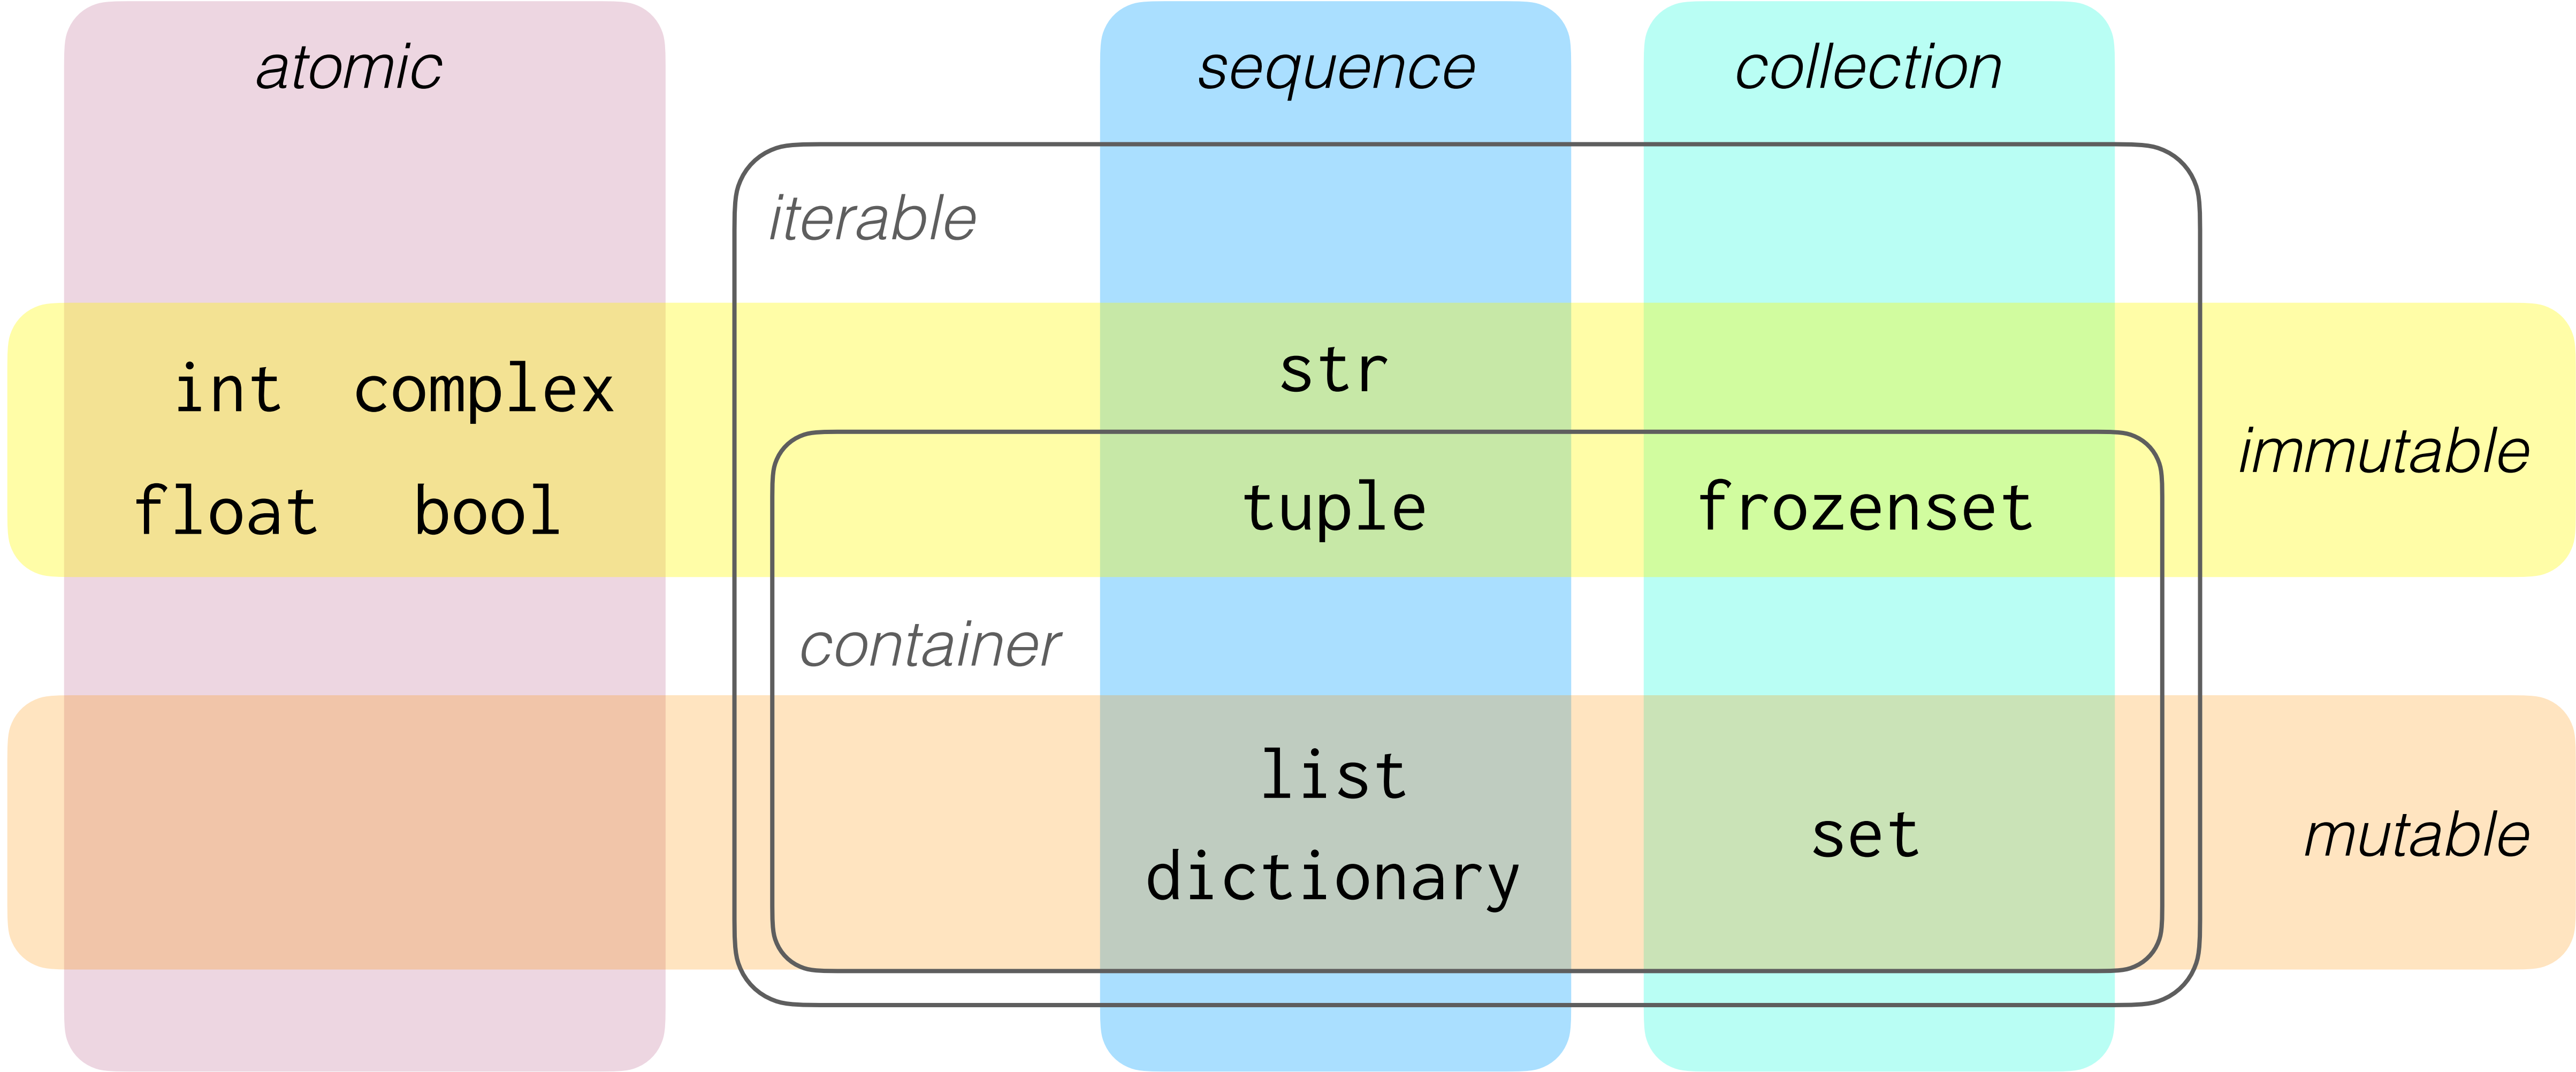 atomic
sequence
collection
iterable
int complex
str
float bool
tuple
frozenset
immutable
container
list
dictionary
set
mutable